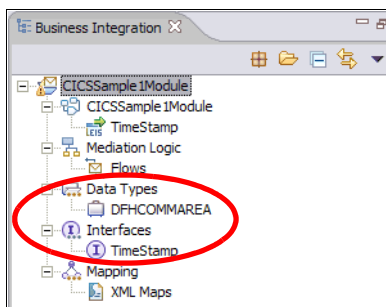 Business Integration
CICSSample1Module
CICSSample1Module
EIS
TimeStamp
Mediation Logic
Flows
Data Types
DFHCOMMAREA
Interfaces
I
I
TimeStamp
Mapping
XML Maps